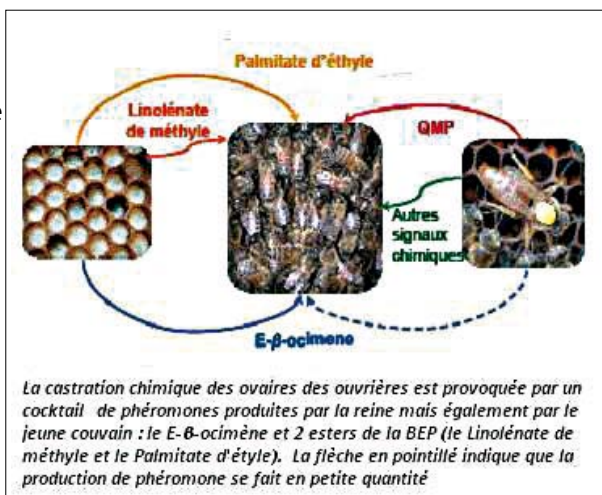 e
Palmitate d'éthyle
Linolénate
de méthyle
QMP
Autres
signaux
chimiques
E-β-ocimene
La castration chimique des ovaires des ouvrières est provoquée par un
cocktail de phéromones produites par la reine mais également par le
jeune couvain : le E-β-ocimène et 2 esters de la BEP (le Linolénate de
méthyle et le Palmitate d'étyle). La flèche en pointillé indique que la
production de phéromone se fait en petite quantité